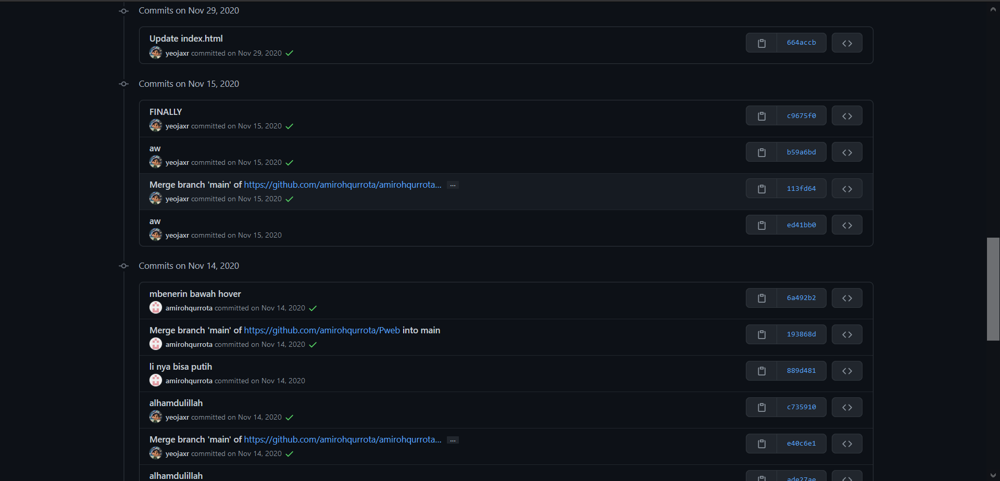 Commits on Nov 29, 2020
Update index.html
664accb
yeojaxr committed on Nov 29, 2020
Commits on Nov 15, 2020
FINALLY
c9675f0
yeojaxr committed on Nov 15, 2020
aw
b59a6bd
yeojaxr committed on Nov 15, 2020
Merge branch 'main' of https://github.com/amirohqurrota/amirohqurrota... ...
113fd64
yeojaxr committed on Nov 15, 2020
aw
ed41bb0
yeojaxr committed on Nov 15, 2020
Commits on Nov 14, 2020
mbenerin bawah hover
6a492b2
amirohqurrota committed on Nov 14, 2020
Merge branch 'main' of https://github.com/amirohqurrota/Pweb into main
193868d
amirohqurrota committed on Nov 14, 2020
li nya bisa putih
889d481
amirohqurrota committed on Nov 14, 2020
alhamdulillah
c735910
yeojaxr committed on Nov 14, 2020
Merge branch 'main' of https://github.com/amirohqurrota/amirohqurrota... ...
e40c6e1
yeojaxr committed on Nov 14, 2020
alhamdulillah
ade27ae